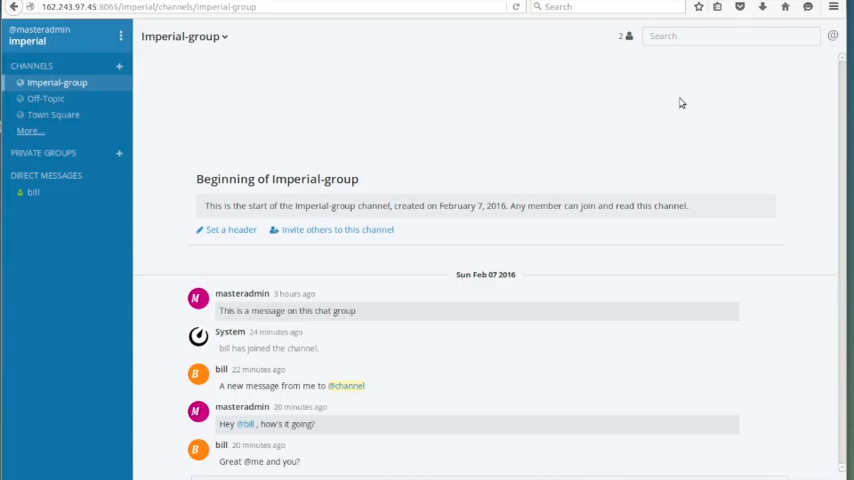 162.243.97.45:8065/imperial/channels/imperial-group
Search
@masteradmin
imperial
Imperial-group
2
Search
@
CHANNELS +
Imperial-group
Off-Topic
Town Square
More...
PRIVATE GROUPS +
DIRECT MESSAGES
bill
Beginning of Imperial-group
This is the start of the Imperial-group channel, created on February 7, 2016. Any member can join and read this channel.
Set a header Invite others to this channel
Sun Feb 07 2016
M
masteradmin 3 hours ago
This is a message on this chat group
System 24 minutes ago
bill has joined the channel.
B
bill 22 minutes ago
A new message from me to @channel
M
masteradmin 20 minutes ago
Hey @bill , how's it going?
B
bill 20 minutes ago
Great @me and you?